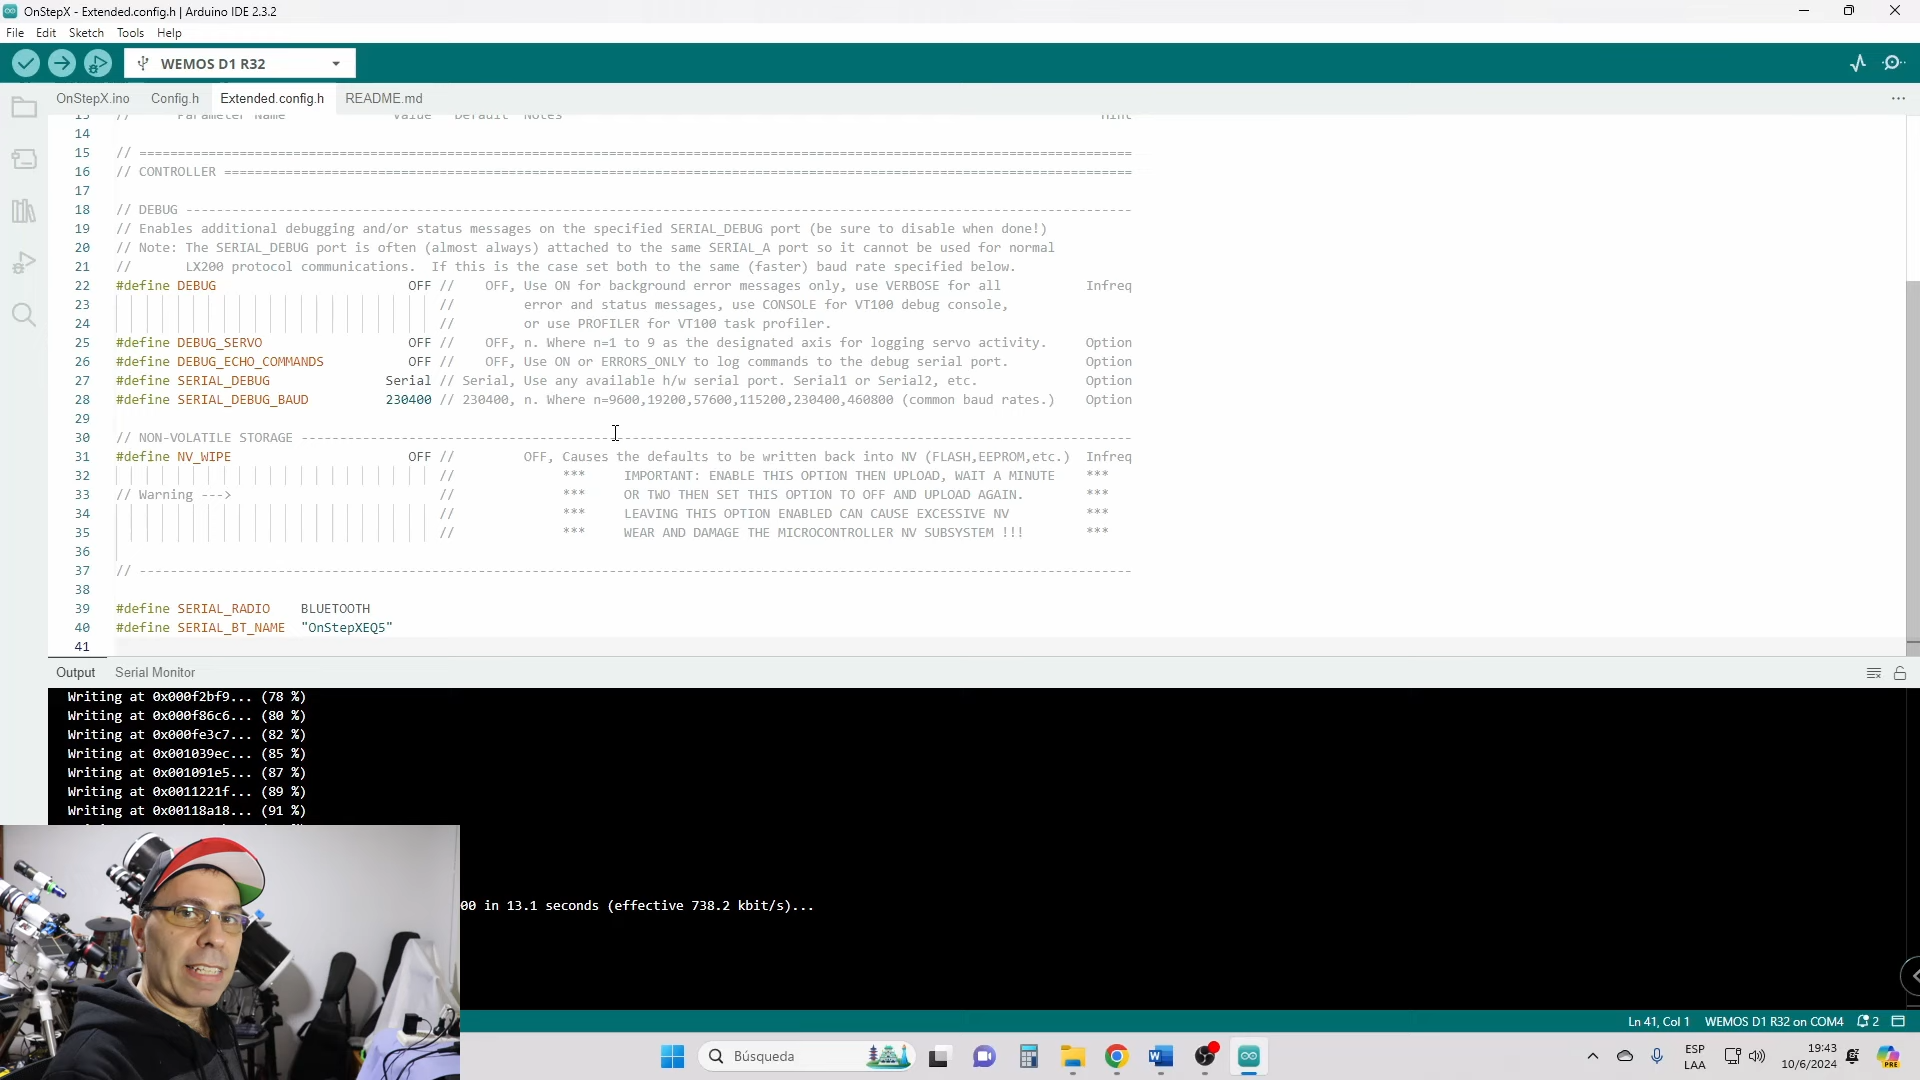 OnStepX - Extended.config.h | Arduino IDE 2.3.2
File Edit Sketch Tools Help
WEMOS D1 R32
OnStepX.ino Config.h Extended.config.h README.md
13 // Parameter Name Value Default Notes Hint
14
15 // ==================================================================================================================================
16 // CONTROLLER =======================================================================================================================
17
18 // DEBUG ----------------------------------------------------------------------------------------------------------------------------
19 // Enables additional debugging and/or status messages on the specified SERIAL_DEBUG port (be sure to disable when done!)
20 // Note: The SERIAL_DEBUG port is often (almost always) attached to the same SERIAL_A port so it cannot be used for normal
21 // LX200 protocol communications. If this is the case set both to the same (faster) baud rate specified below.
22 #define DEBUG OFF // OFF, Use ON for background error messages only, use VERBOSE for all Infreq
23 // error and status messages, use CONSOLE for VT100 debug console,
24 // or use PROFILER for VT100 task profiler.
25 #define DEBUG_SERVO OFF // OFF, n. Where n=1 to 9 as the designated axis for logging servo activity. Option
26 #define DEBUG_ECHO_COMMANDS OFF // OFF, Use ON or ERRORS_ONLY to log commands to the debug serial port. Option
27 #define SERIAL_DEBUG Serial // Serial, Use any available h/w serial port. Serial1 or Serial2, etc. Option
28 #define SERIAL_DEBUG_BAUD 230400 // 230400, n. Where n=9600,19200,57600,115200,230400,460800 (common baud rates.) Option
29
30 // NON-VOLATILE STORAGE -------------------------------------------------------------------------------------------------------------
31 #define NV_WIPE OFF // OFF, Causes the defaults to be written back into NV (FLASH,EEPROM,etc.) Infreq
32 // *** IMPORTANT: ENABLE THIS OPTION THEN UPLOAD, WAIT A MINUTE ***
33 // Warning ---> // *** OR TWO THEN SET THIS OPTION TO OFF AND UPLOAD AGAIN. ***
34 // *** LEAVING THIS OPTION ENABLED CAN CAUSE EXCESSIVE NV ***
35 // *** WEAR AND DAMAGE THE MICROCONTROLLER NV SUBSYSTEM !!! ***
36
37 // ----------------------------------------------------------------------------------------------------------------------------------
38
39 #define SERIAL_RADIO BLUETOOTH
40 #define SERIAL_BT_NAME "OnStepXEQ5"
41
Output Serial Monitor
Writing at 0x000f2bf9... (78 %)
Writing at 0x000f86c6... (80 %)
Writing at 0x000fe3c7... (82 %)
Writing at 0x001039ec... (85 %)
Writing at 0x001091e5... (87 %)
Writing at 0x0011221f... (89 %)
Writing at 0x00118a18... (91 %)
00 in 13.1 seconds (effective 738.2 kbit/s)...
Ln 41, Col 1 WEMOS D1 R32 on COM4 2
Búsqueda
ESP
LAA
19:43
10/6/2024
PRE